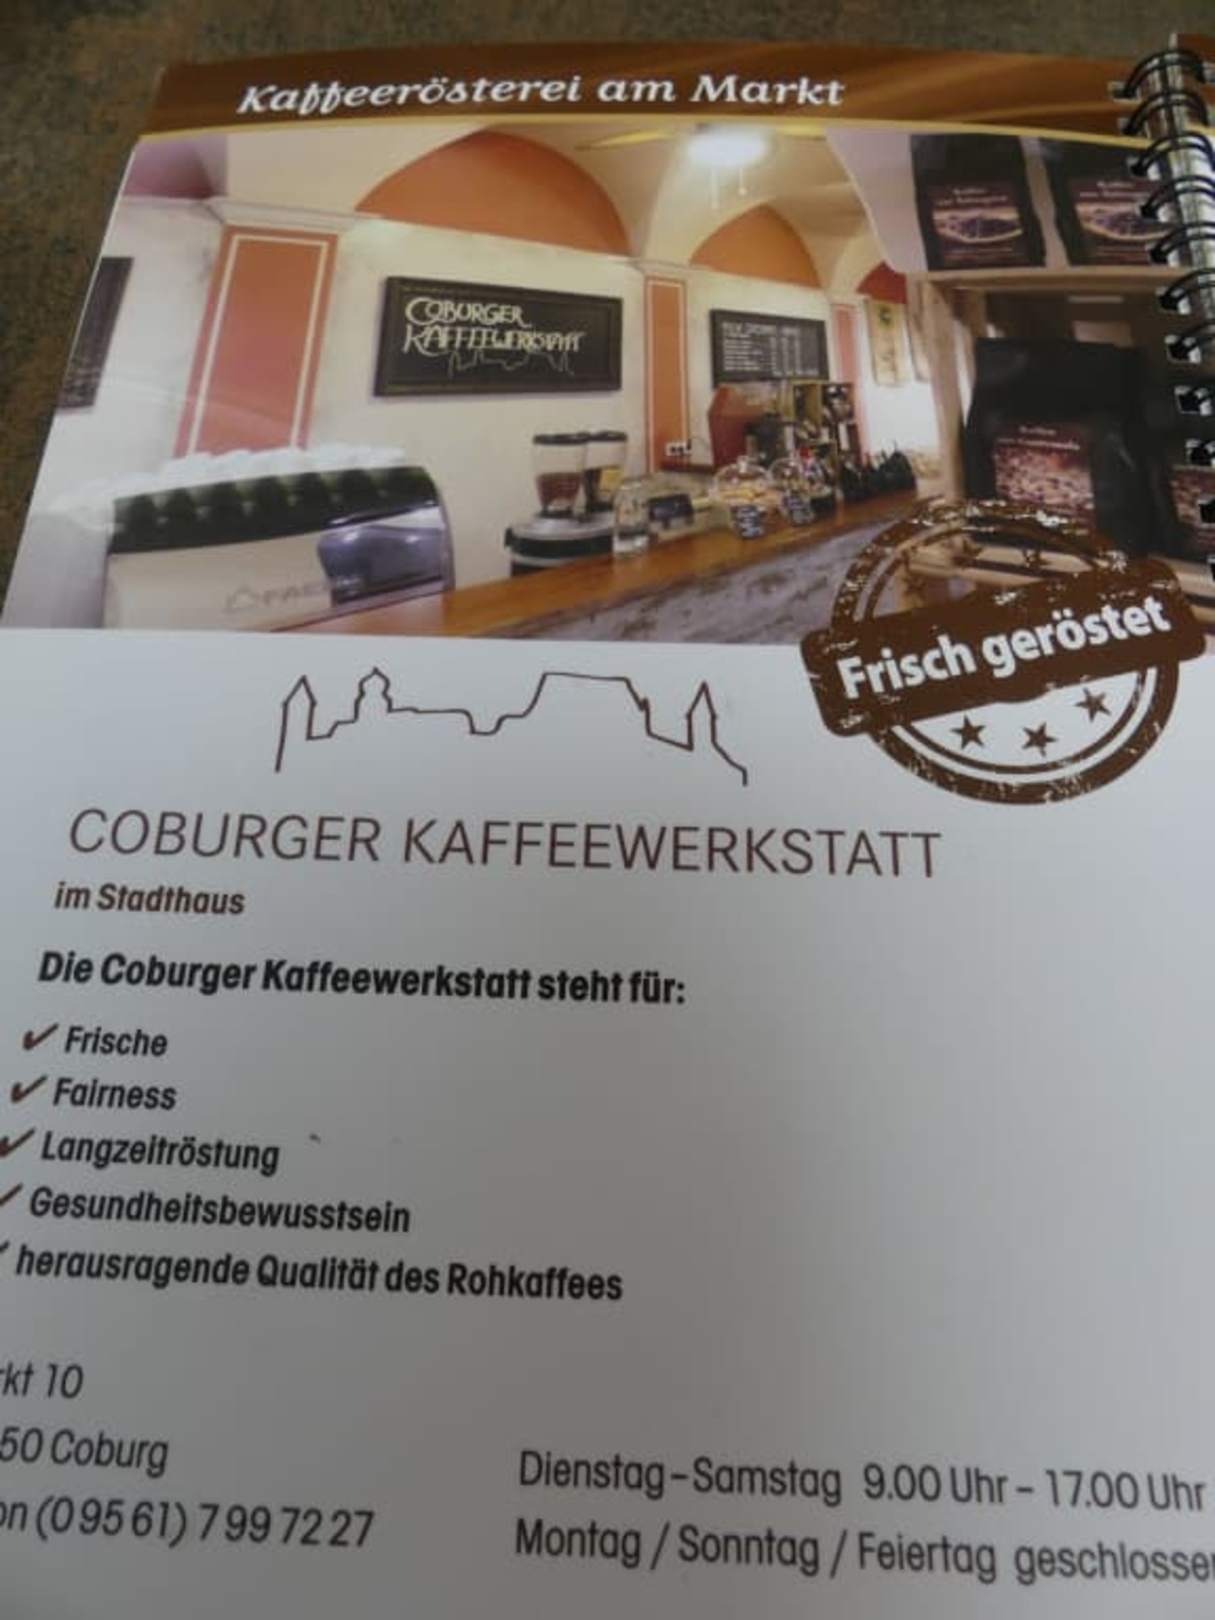 Kaffeerösterei am Markt
COBURGER
KAFFEEWERKSTATT
Frisch geröstet
COBURGER KAFFEEWERKSTATT
im Stadthaus
Die Coburger Kaffeewerkstatt steht für:
Frische
Fairness
Langzeitröstung
Gesundheitsbewusstsein
herausragende Qualität des Rohkaffees
rkt 10
50 Coburg
on (0 95 61) 7 99 72 27
Dienstag – Samstag 9.00 Uhr – 17.00 Uhr
Montag / Sonntag / Feiertag geschlossen